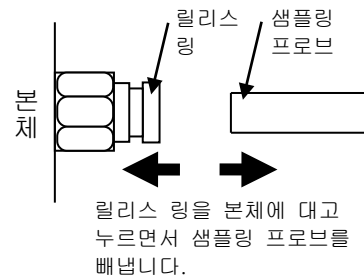 릴리스
링
샘플링
프로브
본
체
릴리스 링을 본체에 대고
누르면서 샘플링 프로브를
빼냅니다.